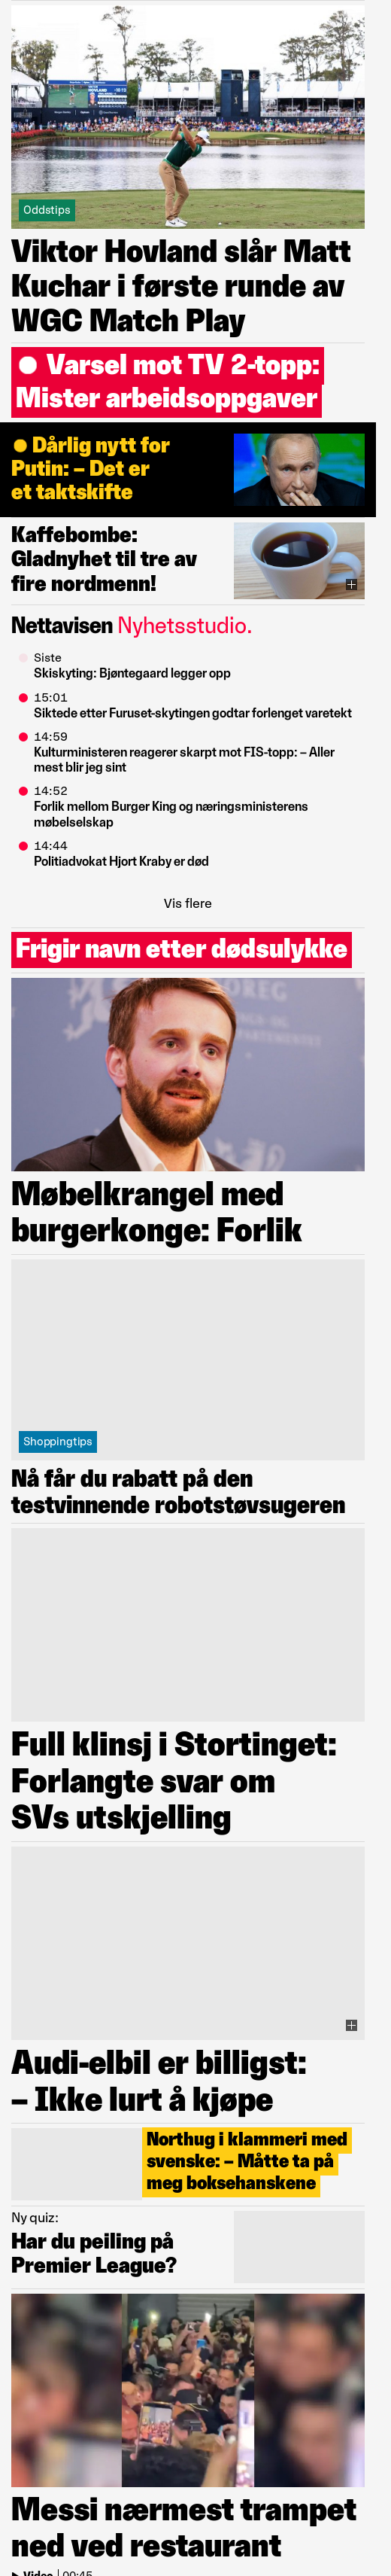 Oddstips
Viktor Hovland slår Matt
Kuchar i første runde av
WGC Match Play
Varsel mot TV 2-topp:
Mister arbeidsoppgaver
Dårlig nytt for
Putin: – Det er
et taktskifte
Kaffebombe:
Gladnyhet til tre av
fire nordmenn!
Nettavisen Nyhetsstudio.
Siste
Skiskyting: Bjøntegaard legger opp
15:01
Siktede etter Furuset-skytingen godtar forlenget varetekt
14:59
Kulturministeren reagerer skarpt mot FIS-topp: – Aller
mest blir jeg sint
14:52
Forlik mellom Burger King og næringsministerens
møbelselskap
14:44
Politiadvokat Hjort Kraby er død
Vis flere
Frigir navn etter dødsulykke
Møbelkrangel med
burgerkonge: Forlik
Shoppingtips
Nå får du rabatt på den
testvinnende robotstøvsugeren
Full klinsj i Stortinget:
Forlangte svar om
SVs utskjelling
Audi-elbil er billigst:
– Ikke lurt å kjøpe
Northug i klammeri med
svenske: – Måtte ta på
meg boksehanskene
Ny quiz:
Har du peiling på
Premier League?
Messi nærmest trampet
ned ved restaurant
Video | 00:45